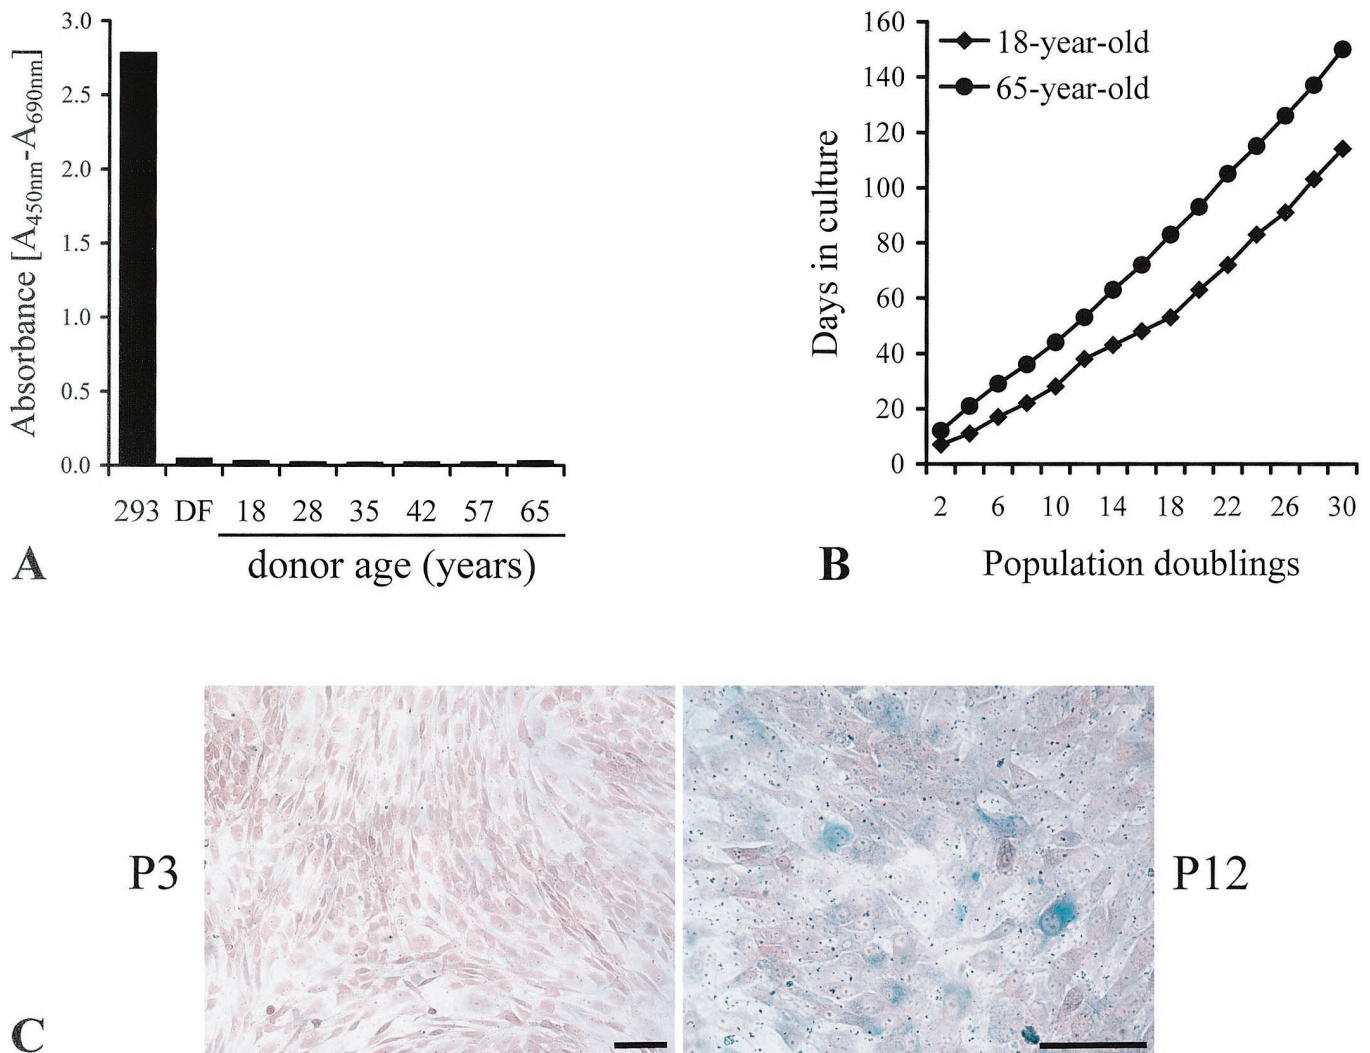 3.0
2.5
2.0
1.5
1.0
0.5
0.0
Absorbance [A450nm-A690nm]
293 DF 18 28 35 42 57 65
donor age (years)
A
160
140
120
100
80
60
40
20
0
Days in culture
18-year-old
65-year-old
2 6 10 14 18 22 26 30
Population doublings
B
P3
P12
C